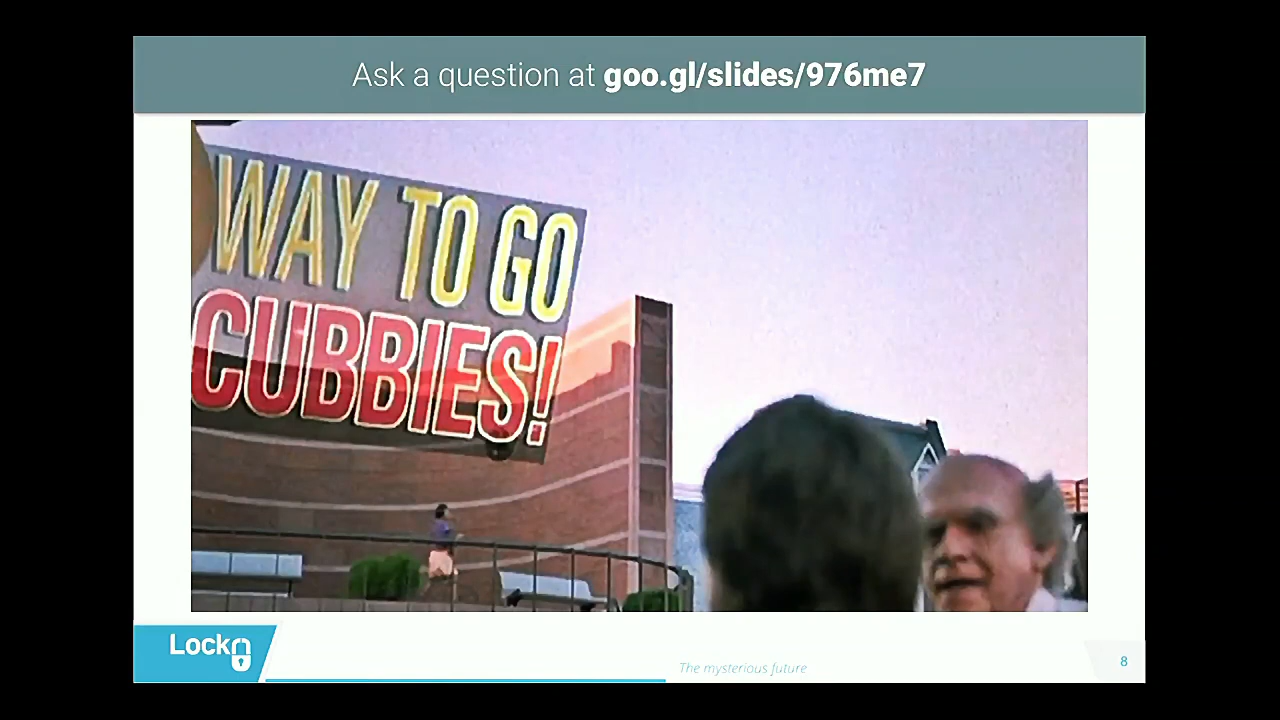 Ask a question at goo.gl/slides/976me7
WAY TO GO
CUBBIES!
Lock
The mysterious future
8